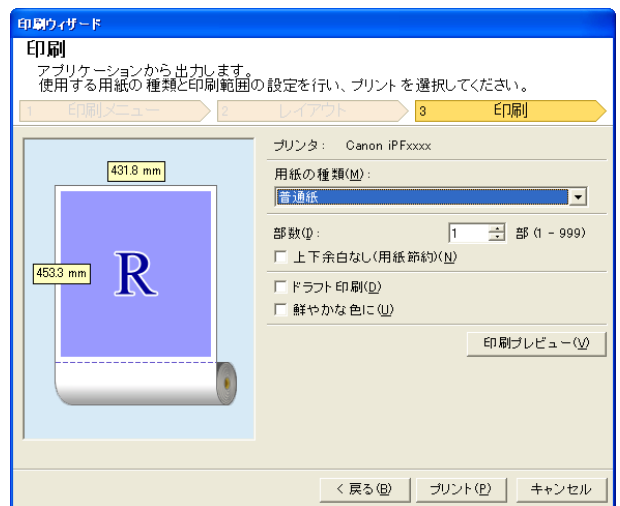 印刷ウィザード
印刷
アプリケーションから出力します。
使用する用紙の種類と印刷範囲の設定を行い、プリントを選択してください。
1 印刷メニュー 2 レイアウト 3 印刷
プリンタ: Canon iPFxxxx
431.8 mm
用紙の種類(M):
普通紙
部数(I): 1 部 (1 - 999)
上下余白なし(用紙節約)(N)
453.3 mm
R
ドラフト印刷(D)
鮮やかな色に(U)
印刷プレビュー(V)
< 戻る(B) プリント(P) キャンセル